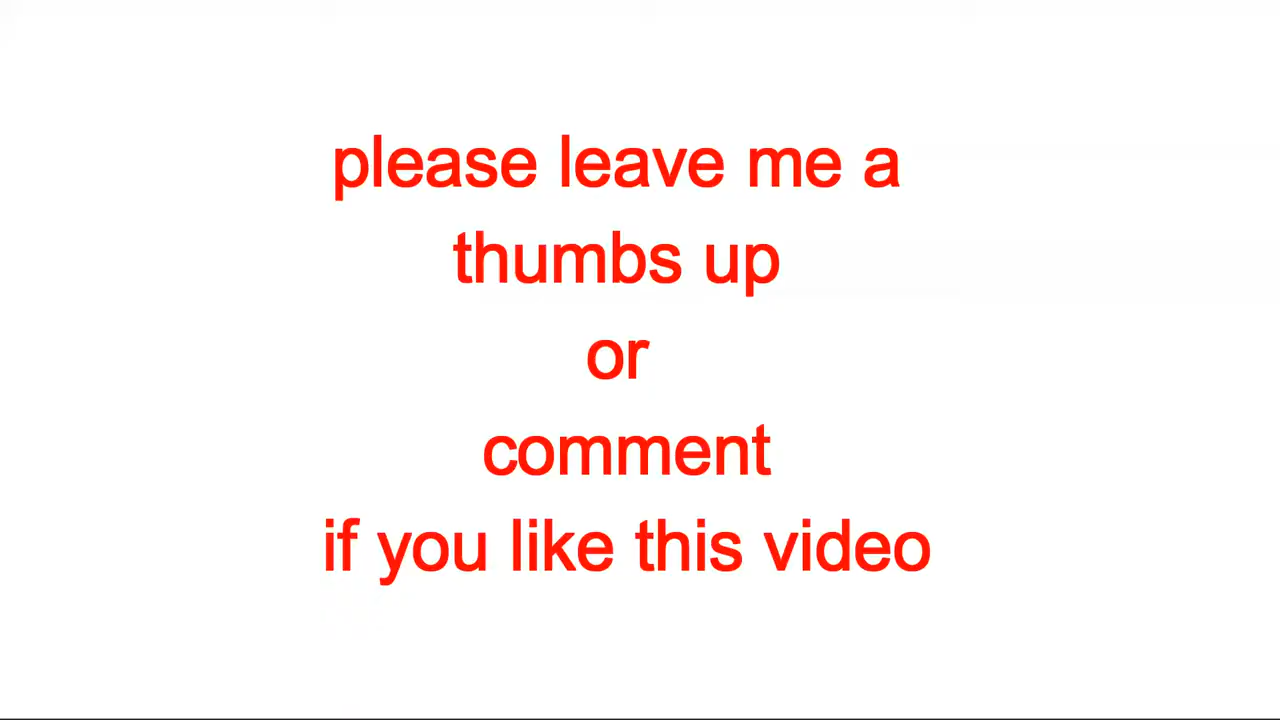 please leave me a
thumbs up
or
comment
if you like this video